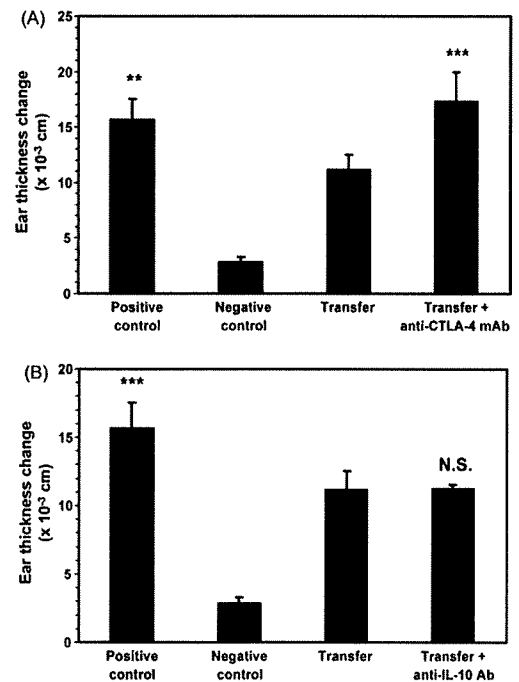 (A)
Ear thickness change
(x 10⁻³ cm)
25
20
15
10
5
0
**
***
Positive
control
Negative
control
Transfer
Transfer +
anti-CTLA-4 mAb
(B)
Ear thickness change
(x 10⁻³ cm)
20
15
10
5
0
***
N.S.
Positive
control
Negative
control
Transfer
Transfer +
anti-IL-10 Ab